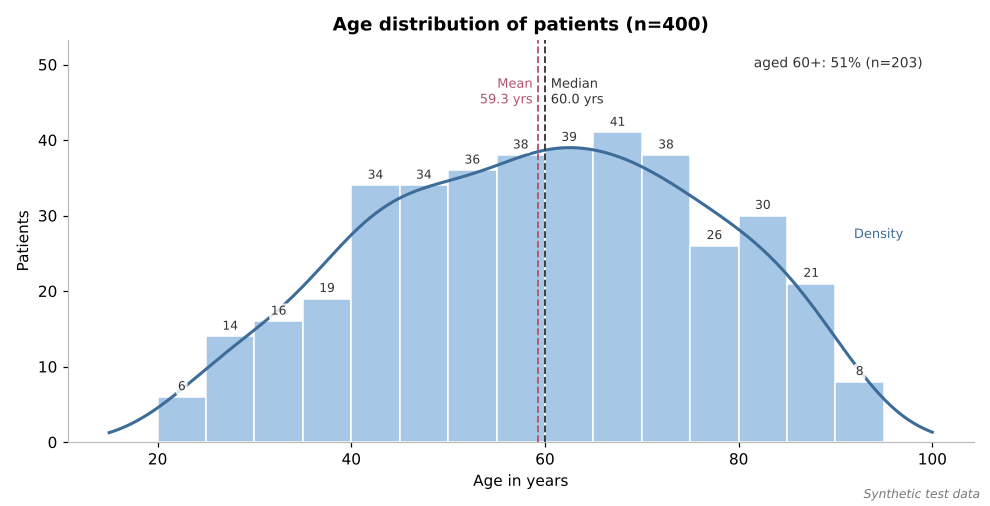 Age distribution of patients (n=400)
50
40
30
20
10
0
Patients
aged 60+: 51% (n=203)
Mean
59.3 yrs
Median
60.0 yrs
6
14
16
19
34
34
36
38
39
41
38
26
30
21
8
Density
20
40
60
80
100
Age in years
Synthetic test data